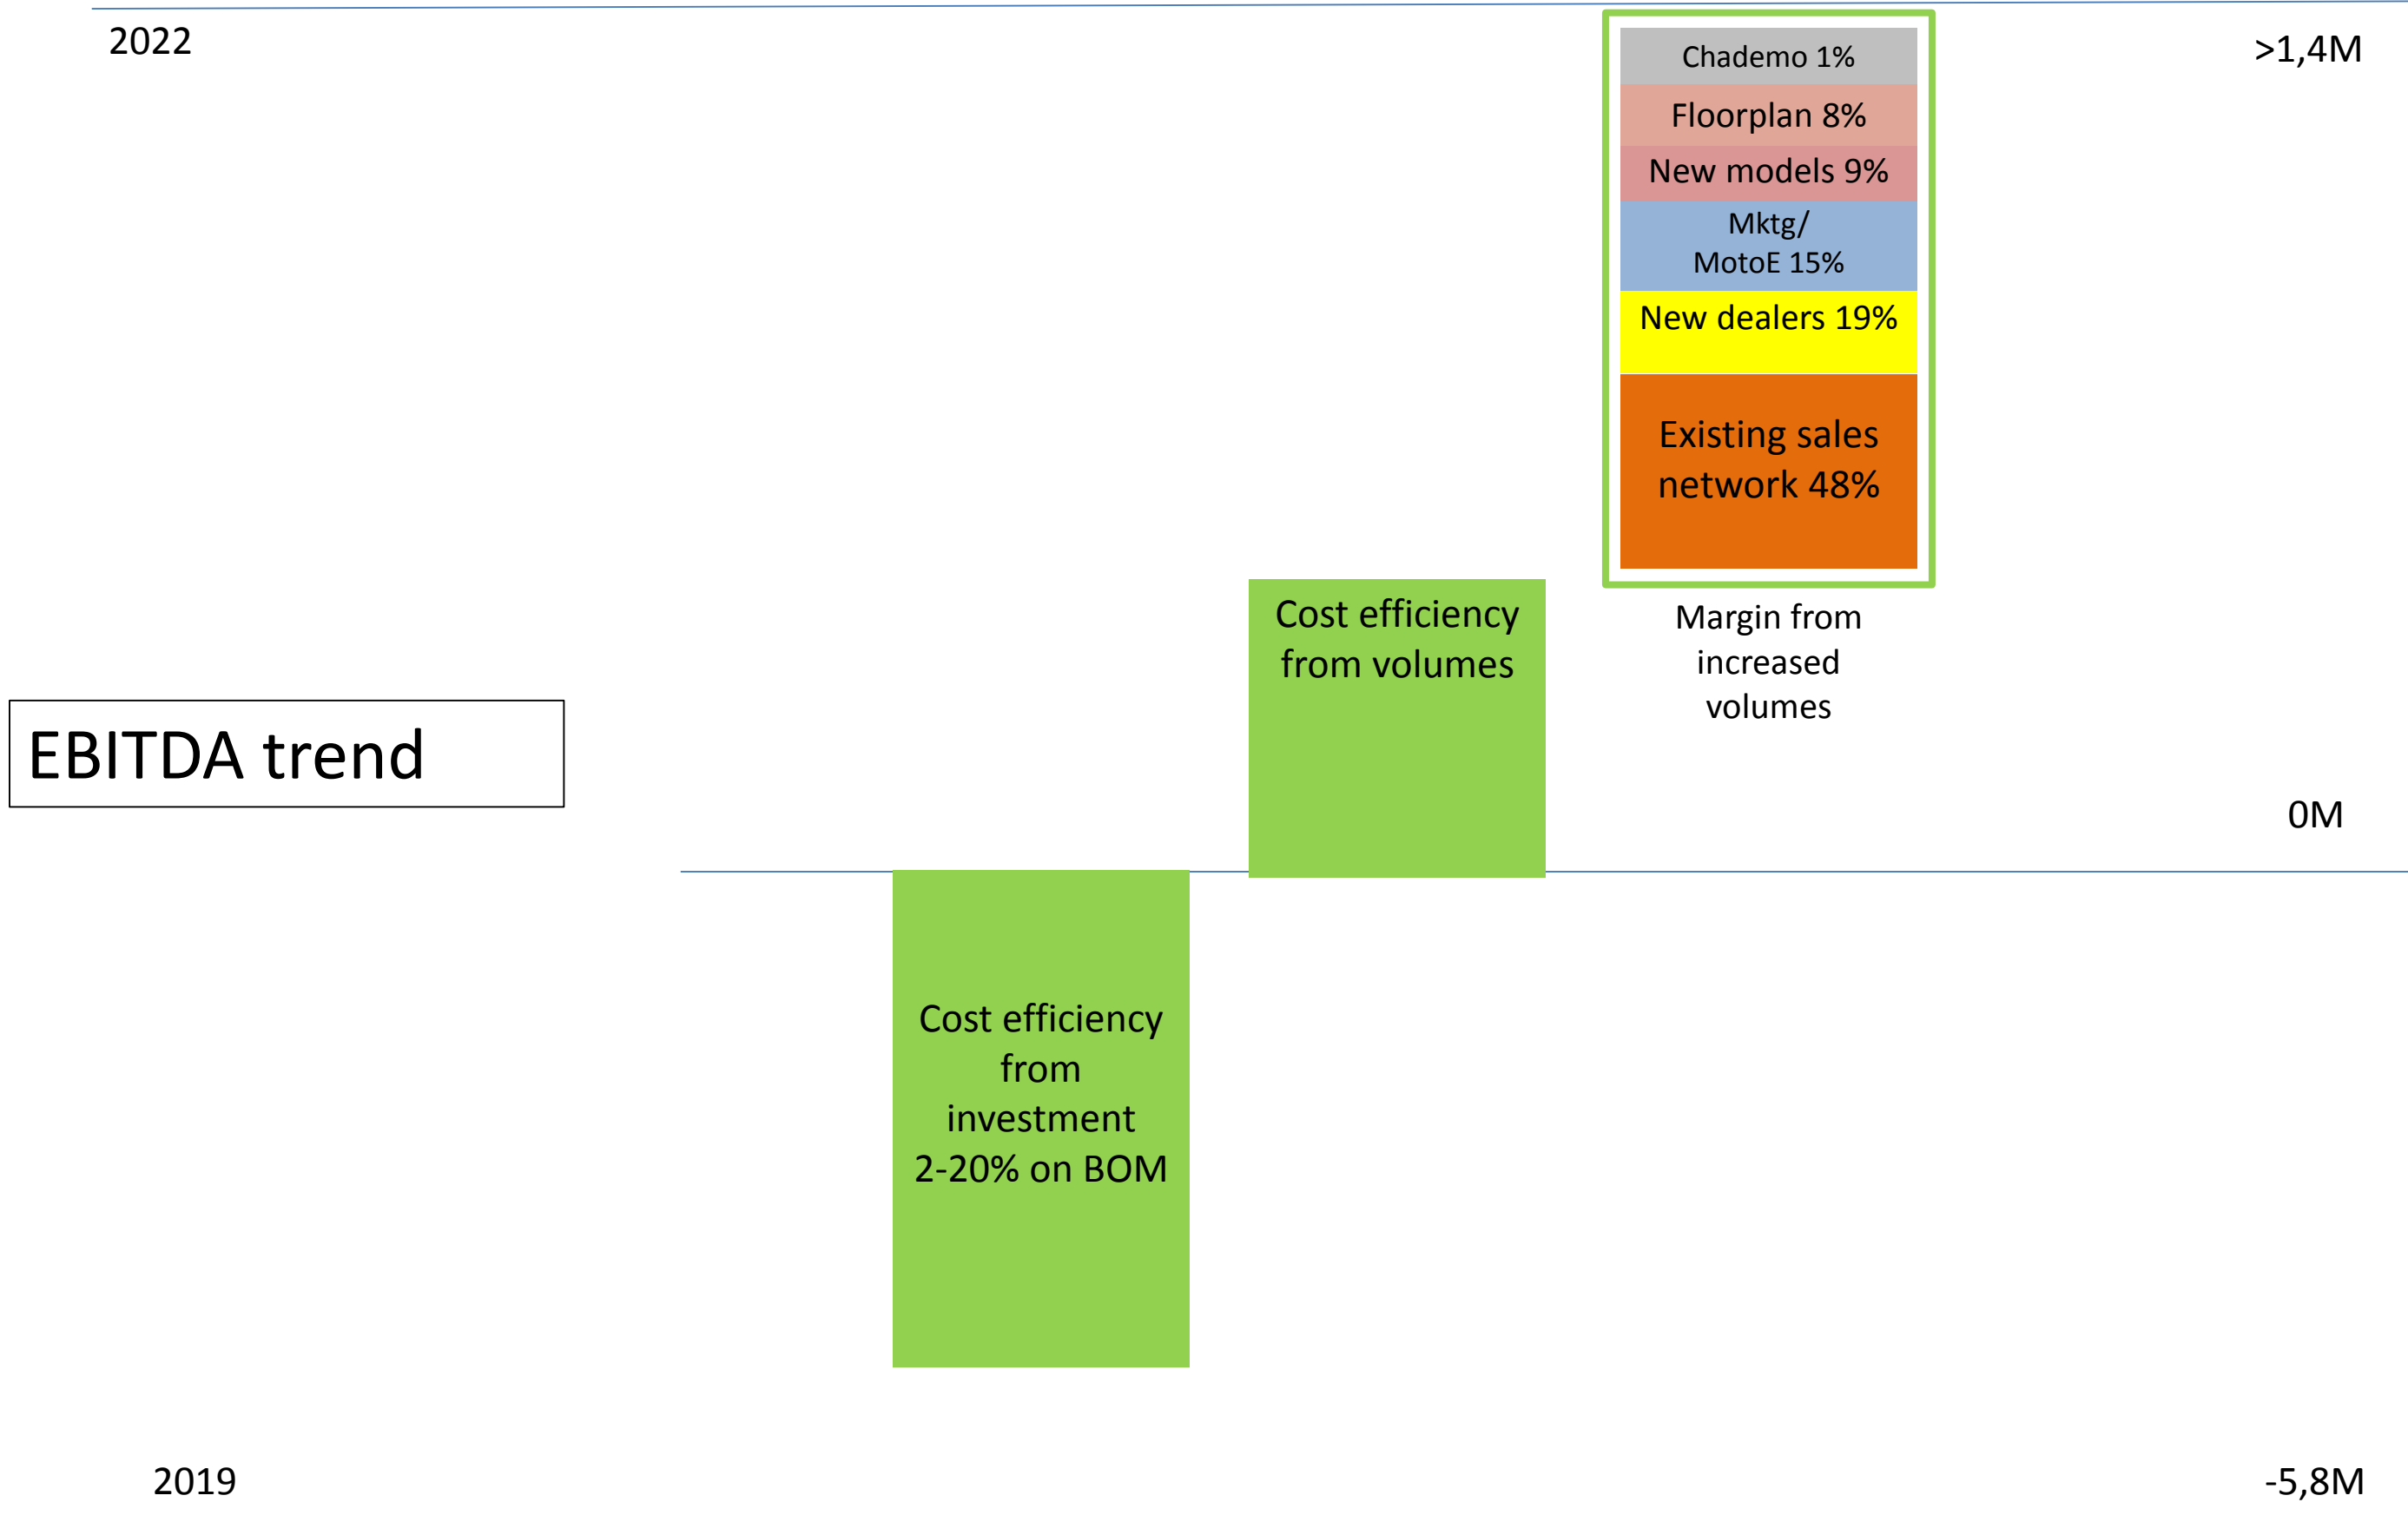 2022
>1,4M
Chademo 1%
Floorplan 8%
New models 9%
Mktg/
MotoE 15%
New dealers 19%
Existing sales
network 48%
Cost efficiency
from volumes
Margin from
increased
volumes
EBITDA trend
0M
Cost efficiency
from
investment
2-20% on BOM
2019
-5,8M